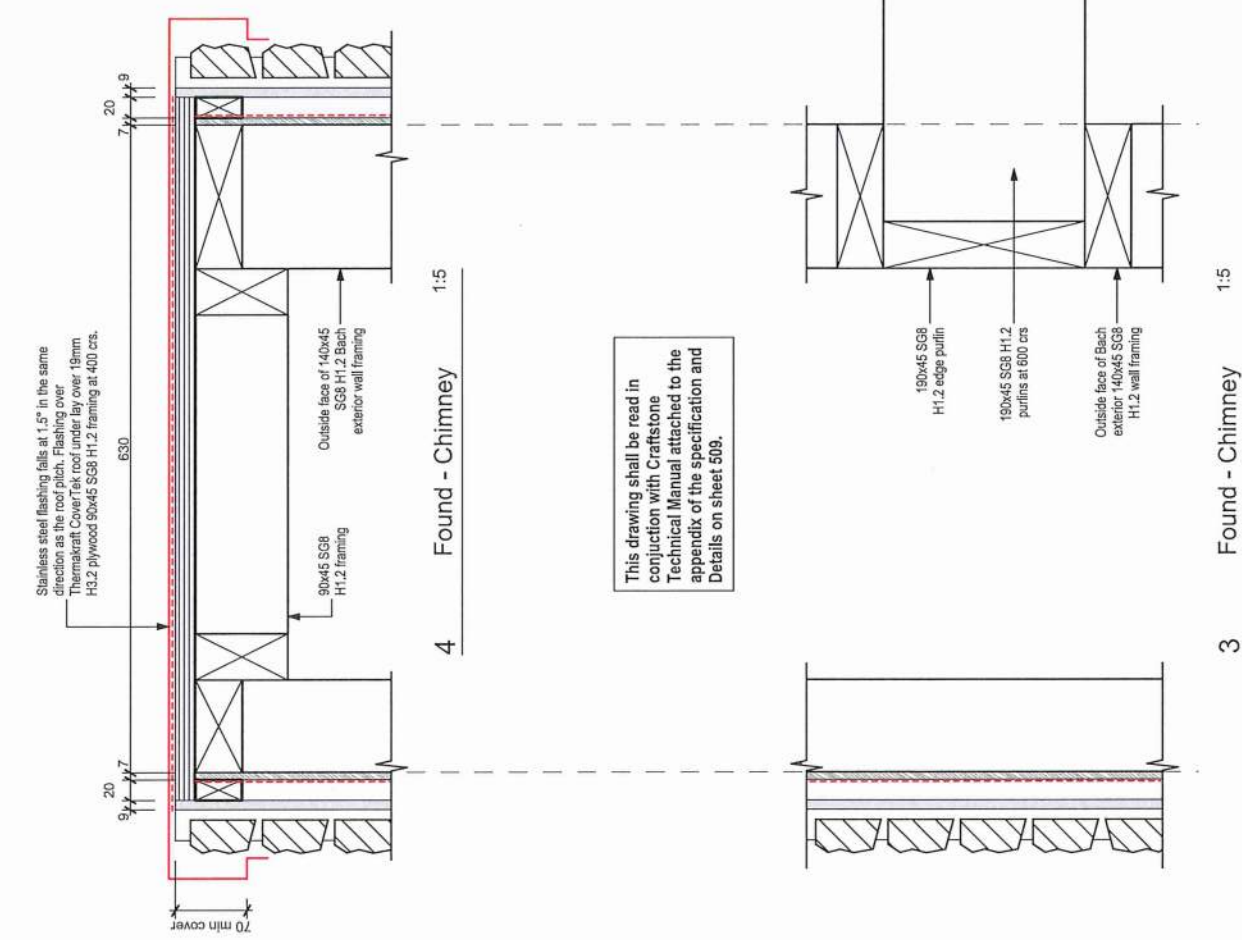 Stainless steel flashing falls at 1.5° in the same
direction as the roof pitch. Flashing over
Thermakraft CoverTek roof under lay over 19mm
H3.2 plywood 90x45 SG8 H1.2 framing at 400 crs.
9
20
7
630
7
20
9
70 min cover
Outside face of 140x45
SG8 H1.2 Bach
exterior wall framing
90x45 SG8
H1.2 framing
4 Found - Chimney 1:5
This drawing shall be read in
conjuction with Craftstone
Technical Manual attached to the
appendix of the specification and
Details on sheet 509.
190x45 SG8
H1.2 edge purlin
190x45 SG8 H1.2
purlins at 600 crs
Outside face of Bach
exterior 140x45 SG8
H1.2 wall framing
3 Found - Chimney 1:5